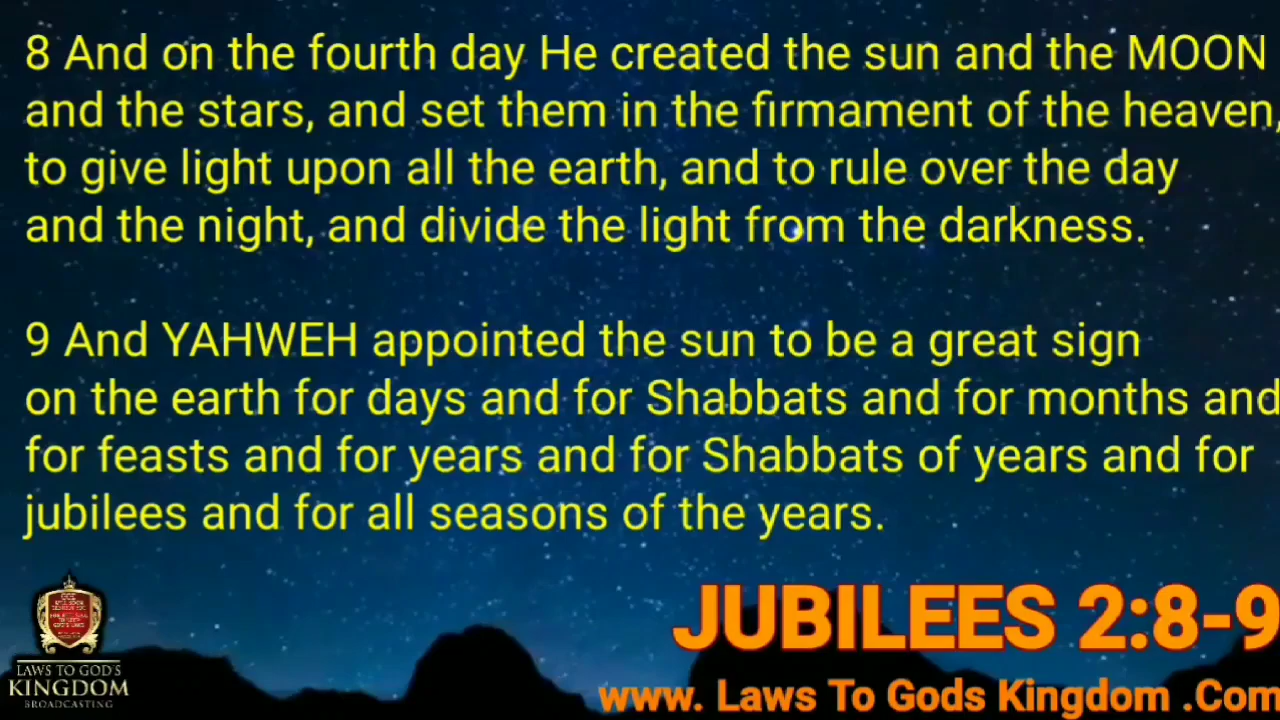 8 And on the fourth day He created the sun and the MOON
and the stars, and set them in the firmament of the heaven,
to give light upon all the earth, and to rule over the day
and the night, and divide the light from the darkness.
9 And YAHWEH appointed the sun to be a great sign
on the earth for days and for Shabbats and for months and
for feasts and for years and for Shabbats of years and for
jubilees and for all seasons of the years.
JUBILEES 2:8-9
LAWS TO GOD'S
KINGDOM
BROADCASTING
www. Laws To Gods Kingdom .Com